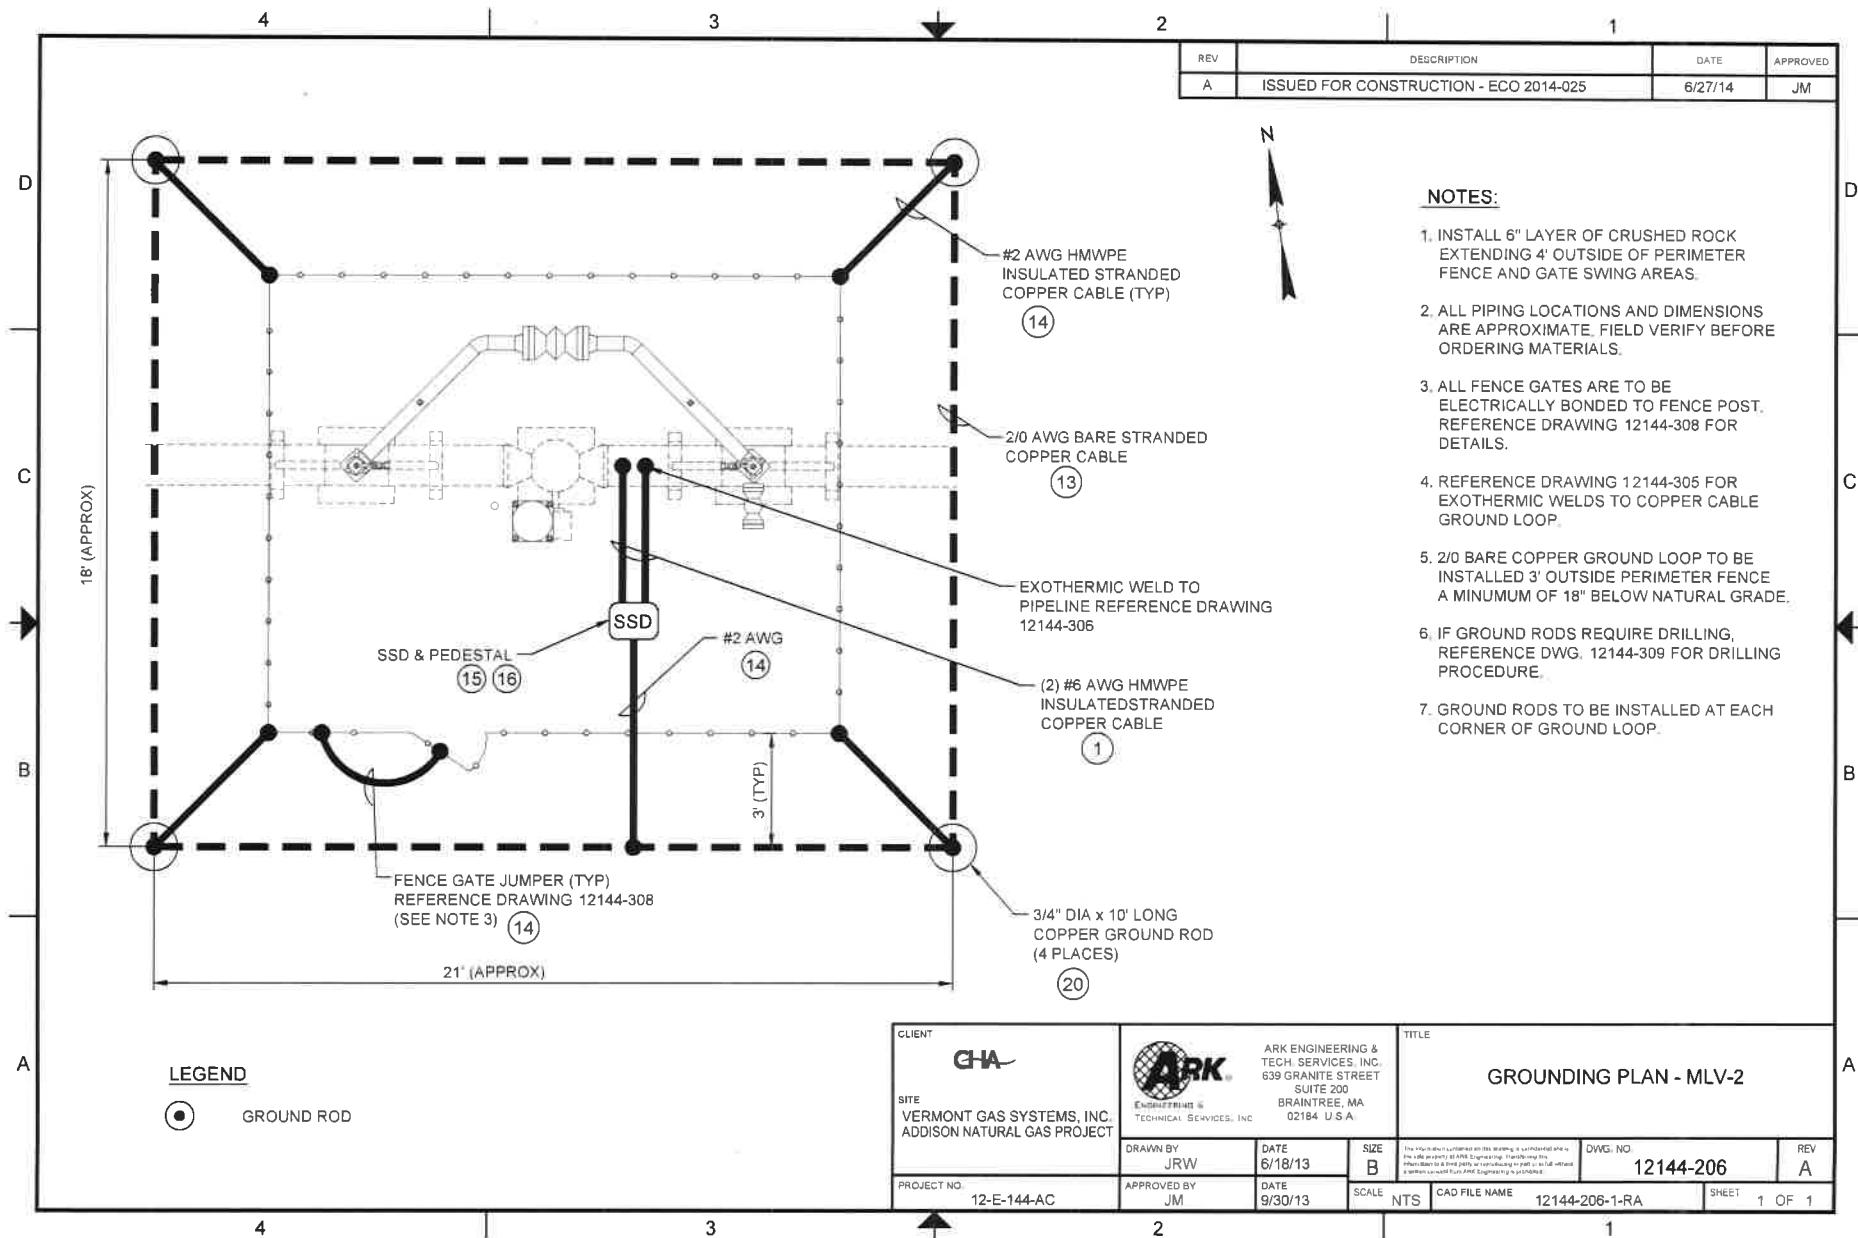 4 3 2 1
REV DESCRIPTION DATE APPROVED
A ISSUED FOR CONSTRUCTION - ECO 2014-025 6/27/14 JM
N
D D
NOTES:
1. INSTALL 6" LAYER OF CRUSHED ROCK
EXTENDING 4' OUTSIDE OF PERIMETER
FENCE AND GATE SWING AREAS.
2. ALL PIPING LOCATIONS AND DIMENSIONS
ARE APPROXIMATE. FIELD VERIFY BEFORE
ORDERING MATERIALS.
3. ALL FENCE GATES ARE TO BE
ELECTRICALLY BONDED TO FENCE POST.
REFERENCE DRAWING 12144-308 FOR
DETAILS.
4. REFERENCE DRAWING 12144-305 FOR
EXOTHERMIC WELDS TO COPPER CABLE
GROUND LOOP.
5. 2/0 BARE COPPER GROUND LOOP TO BE
INSTALLED 3' OUTSIDE PERIMETER FENCE
A MINUMUM OF 18" BELOW NATURAL GRADE.
6. IF GROUND RODS REQUIRE DRILLING,
REFERENCE DWG. 12144-309 FOR DRILLING
PROCEDURE.
7. GROUND RODS TO BE INSTALLED AT EACH
CORNER OF GROUND LOOP.
#2 AWG HMWPE
INSULATED STRANDED
COPPER CABLE (TYP)
14
2/0 AWG BARE STRANDED
COPPER CABLE
13
C C
18' (APPROX)
EXOTHERMIC WELD TO
PIPELINE REFERENCE DRAWING
12144-306
SSD
SSD & PEDESTAL
15 16
#2 AWG
14
(2) #6 AWG HMWPE
INSULATEDSTRANDED
COPPER CABLE
1
B B
3' (TYP)
FENCE GATE JUMPER (TYP)
REFERENCE DRAWING 12144-308
(SEE NOTE 3) 14
3/4" DIA x 10' LONG
COPPER GROUND ROD
(4 PLACES)
20
21' (APPROX)
A A
LEGEND
GROUND ROD
CLIENT
CHA
SITE
VERMONT GAS SYSTEMS, INC.
ADDISON NATURAL GAS PROJECT
PROJECT NO.
12-E-144-AC
ARK
ENGINEERING &
TECHNICAL SERVICES, INC
ARK ENGINEERING &
TECH. SERVICES, INC.
639 GRANITE STREET
SUITE 200
BRAINTREE, MA
02184 U.S.A.
TITLE
GROUNDING PLAN - MLV-2
DRAWN BY
JRW
DATE
6/18/13
APPROVED BY
JM
DATE
9/30/13
SIZE
B
DWG. NO.
12144-206
REV
A
SCALE NTS
CAD FILE NAME 12144-206-1-RA
SHEET 1 OF 1
4 3 2 1